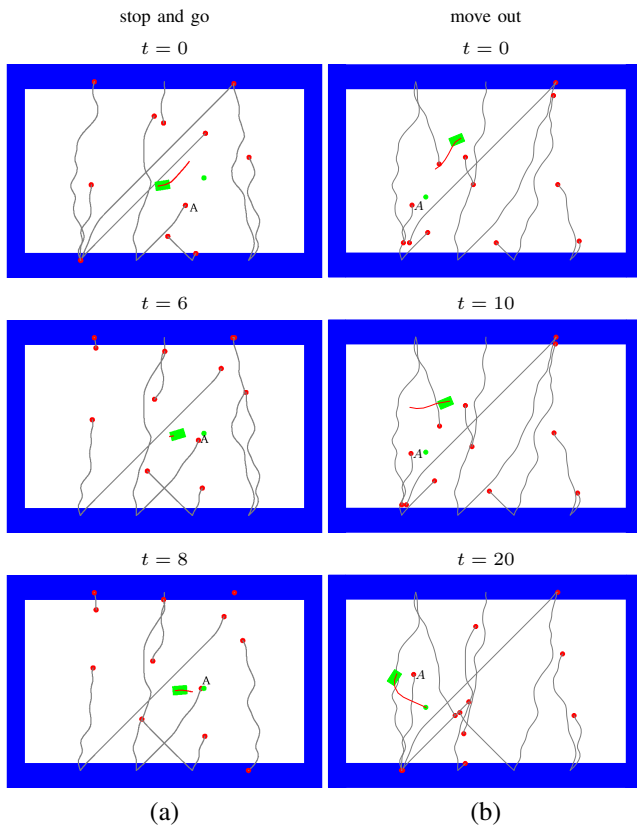 stop and go
move out
t = 0
t = 0
A
A
t = 6
t = 10
A
A
t = 8
t = 20
A
A
(a)
(b)